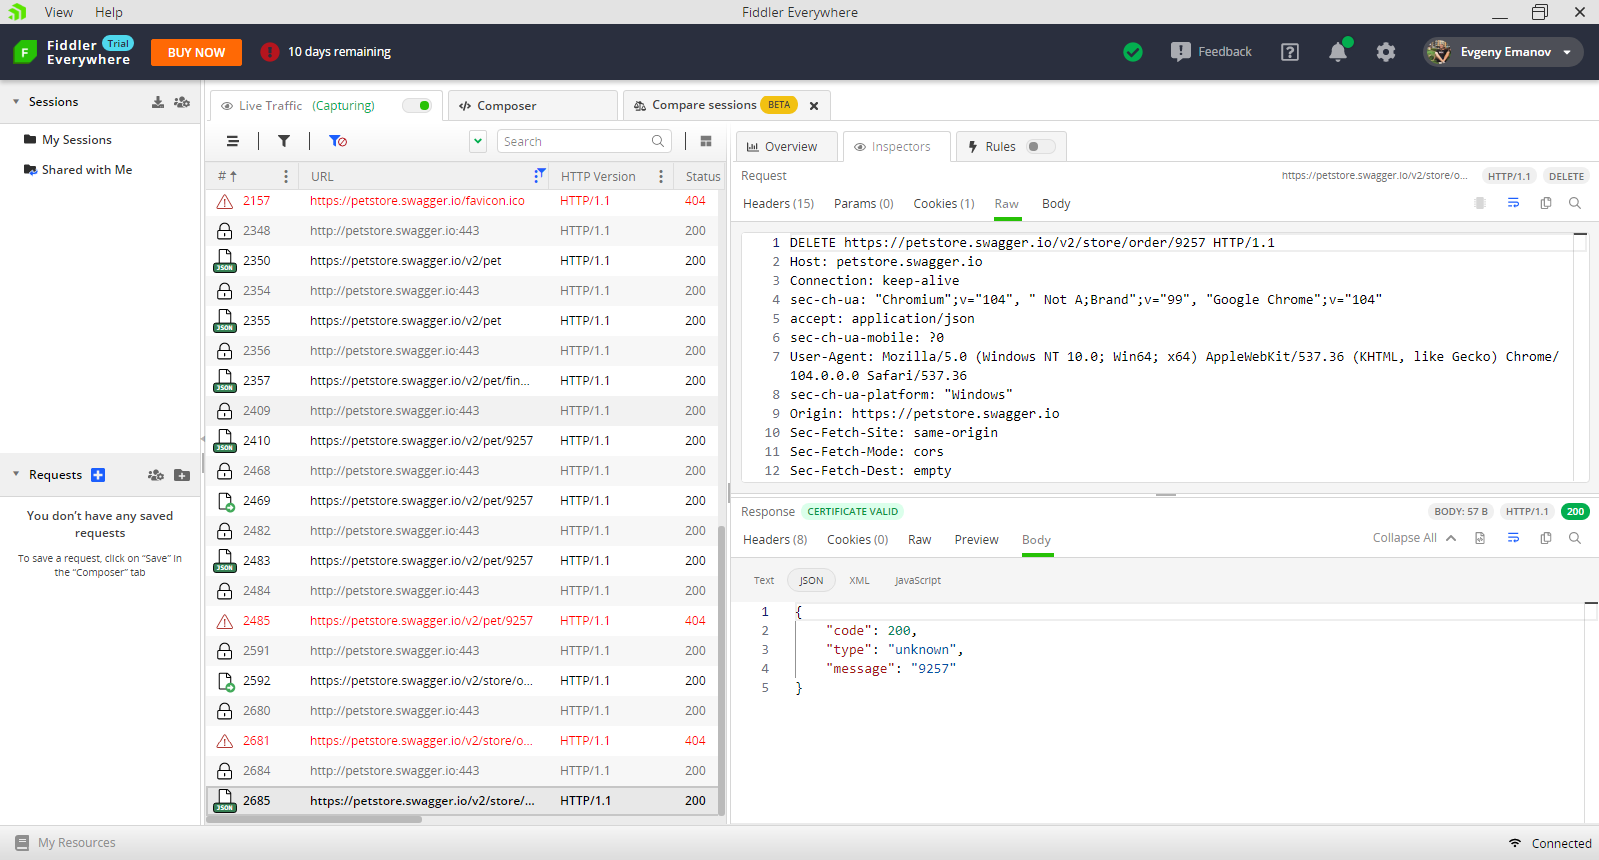 View Help Fiddler Everywhere
Fiddler Trial
Everywhere
BUY NOW
10 days remaining
Feedback
Evgeny Emanov
Sessions
My Sessions
Shared with Me
Requests
You don't have any saved
requests
To save a request, click on "Save" in
the "Composer" tab
Live Traffic (Capturing)
Composer
Compare sessions BETA
Search
# URL HTTP Version Status
2157 https://petstore.swagger.io/favicon.ico HTTP/1.1 404
2348 http://petstore.swagger.io:443 HTTP/1.1 200
JSON 2350 https://petstore.swagger.io/v2/pet HTTP/1.1 200
2354 http://petstore.swagger.io:443 HTTP/1.1 200
JSON 2355 https://petstore.swagger.io/v2/pet HTTP/1.1 200
2356 http://petstore.swagger.io:443 HTTP/1.1 200
JSON 2357 https://petstore.swagger.io/v2/pet/fin... HTTP/1.1 200
2409 http://petstore.swagger.io:443 HTTP/1.1 200
JSON 2410 https://petstore.swagger.io/v2/pet/9257 HTTP/1.1 200
2468 http://petstore.swagger.io:443 HTTP/1.1 200
2469 https://petstore.swagger.io/v2/pet/9257 HTTP/1.1 200
2482 http://petstore.swagger.io:443 HTTP/1.1 200
JSON 2483 https://petstore.swagger.io/v2/pet/9257 HTTP/1.1 200
2484 http://petstore.swagger.io:443 HTTP/1.1 200
2485 https://petstore.swagger.io/v2/pet/9257 HTTP/1.1 404
2591 http://petstore.swagger.io:443 HTTP/1.1 200
2592 https://petstore.swagger.io/v2/store/o... HTTP/1.1 200
2680 http://petstore.swagger.io:443 HTTP/1.1 200
2681 https://petstore.swagger.io/v2/store/o... HTTP/1.1 404
2684 http://petstore.swagger.io:443 HTTP/1.1 200
JSON 2685 https://petstore.swagger.io/v2/store/... HTTP/1.1 200
Overview Inspectors Rules
Request https://petstore.swagger.io/v2/store/o... HTTP/1.1 DELETE
Headers (15) Params (0) Cookies (1) Raw Body
1 DELETE https://petstore.swagger.io/v2/store/order/9257 HTTP/1.1
2 Host: petstore.swagger.io
3 Connection: keep-alive
4 sec-ch-ua: "Chromium";v="104", " Not A;Brand";v="99", "Google Chrome";v="104"
5 accept: application/json
6 sec-ch-ua-mobile: ?0
7 User-Agent: Mozilla/5.0 (Windows NT 10.0; Win64; x64) AppleWebKit/537.36 (KHTML, like Gecko) Chrome/
104.0.0.0 Safari/537.36
8 sec-ch-ua-platform: "Windows"
9 Origin: https://petstore.swagger.io
10 Sec-Fetch-Site: same-origin
11 Sec-Fetch-Mode: cors
12 Sec-Fetch-Dest: empty
Response CERTIFICATE VALID BODY: 57 B HTTP/1.1 200
Headers (8) Cookies (0) Raw Preview Body Collapse All
Text JSON XML JavaScript
1 {
2 "code": 200,
3 "type": "unknown",
4 "message": "9257"
5 }
My Resources
Connected